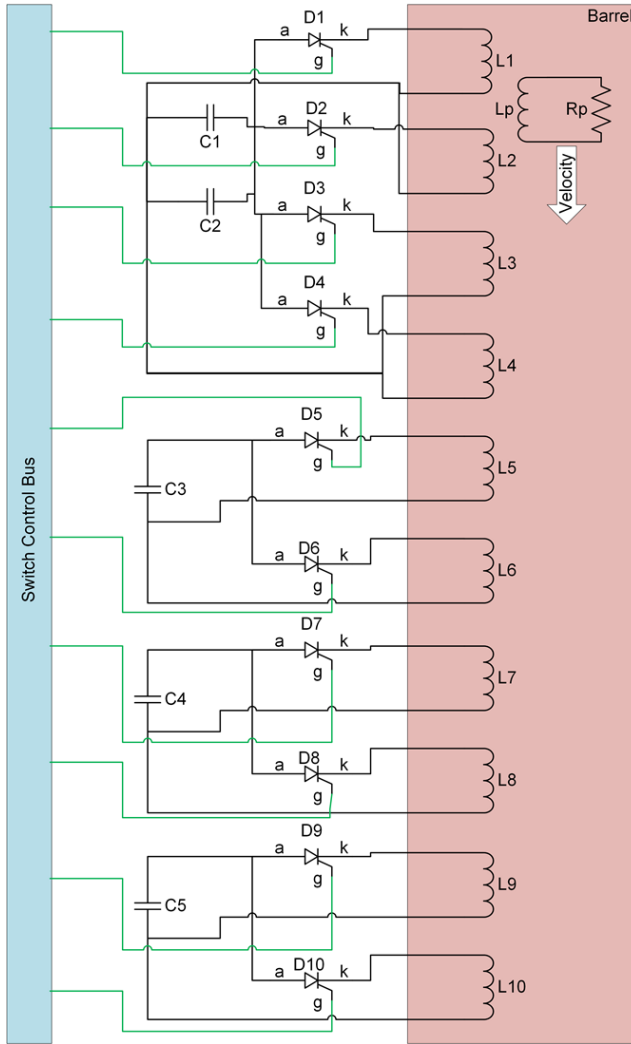 Barrel
D1
a
k
g
L1
Lp
Rp
D2
a
k
g
C1
L2
Velocity
C2
D3
a
k
g
L3
D4
a
k
g
L4
D5
a
k
g
C3
L5
Switch Control Bus
D6
a
k
g
L6
D7
a
k
g
C4
L7
D8
a
k
g
L8
D9
a
k
g
C5
L9
D10
a
k
g
L10